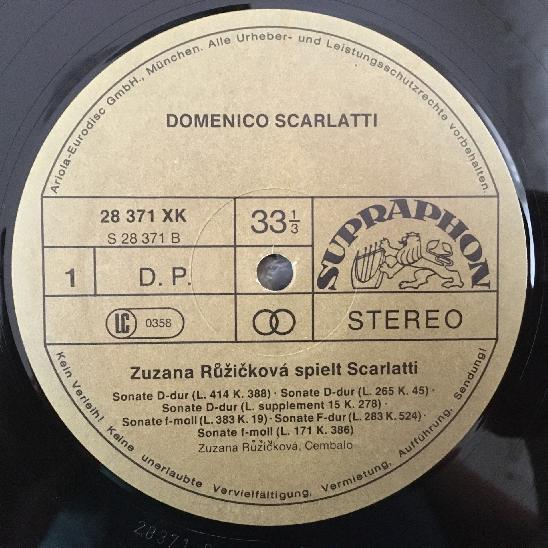 Ariola-Eurodisc GmbH., München. Alle Urheber- und Leistungsschutzrechte vorbehalten.
DOMENICO SCARLATTI
28 371 XK
S 28 371 B
33 1/3
SUPRAPHON
1
D. P.
LC 0358
STEREO
Zuzana Růžičková spielt Scarlatti
Sonate D-dur (L. 414 K. 388) · Sonate D-dur (L. 265 K. 45) ·
Sonate D-dur (L. supplement 15 K. 278) ·
Sonate f-moll (L. 383 K. 19) · Sonate F-dur (L. 283 K. 524) ·
Sonate f-moll (L. 171 K. 386)
Zuzana Růžičková, Cembalo
Kein Verleih! Keine unerlaubte Vervielfältigung, Vermietung, Aufführung, Sendung!
28371